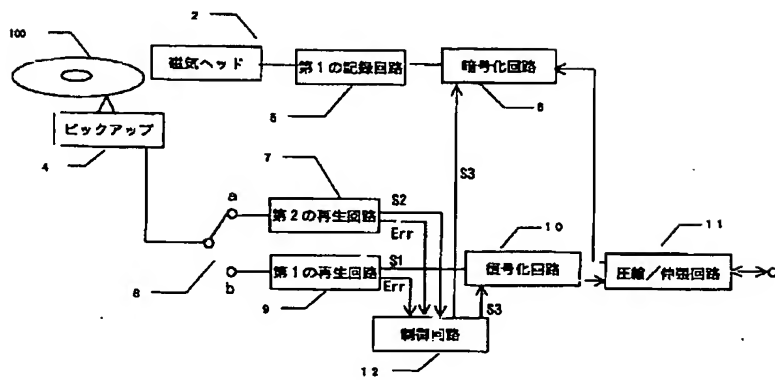 100
2
磁気ヘッド
第1の記録回路
暗号化回路
5
6
ピックアップ
4
7
a
第2の再生回路
S2
Err
S3
10
11
8
b
第1の再生回路
S1
Err
復号化回路
圧縮/伸張回路
9
S3
制御回路
12